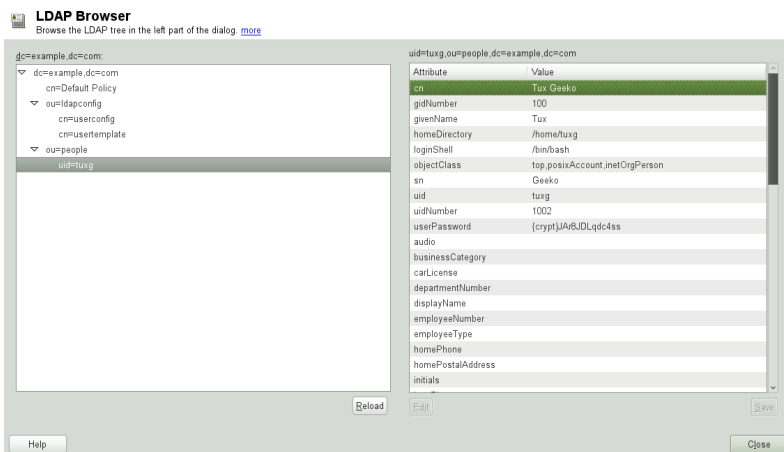 LDAP Browser
Browse the LDAP tree in the left part of the dialog. more
dc=example,dc=com:
dc=example,dc=com
cn=Default Policy
ou=ldapconfig
cn=userconfig
cn=usertemplate
ou=people
uid=tuxg
Reload
uid=tuxg,ou=people,dc=example,dc=com
Attribute Value
cn Tux Geeko
gidNumber 100
givenName Tux
homeDirectory /home/tuxg
loginShell /bin/bash
objectClass top,posixAccount,inetOrgPerson
sn Geeko
uid tuxg
uidNumber 1002
userPassword {crypt}JAr6JDLqdc4ss
audio
businessCategory
carLicense
departmentNumber
displayName
employeeNumber
employeeType
homePhone
homePostalAddress
initials
Edit Save
Help Close